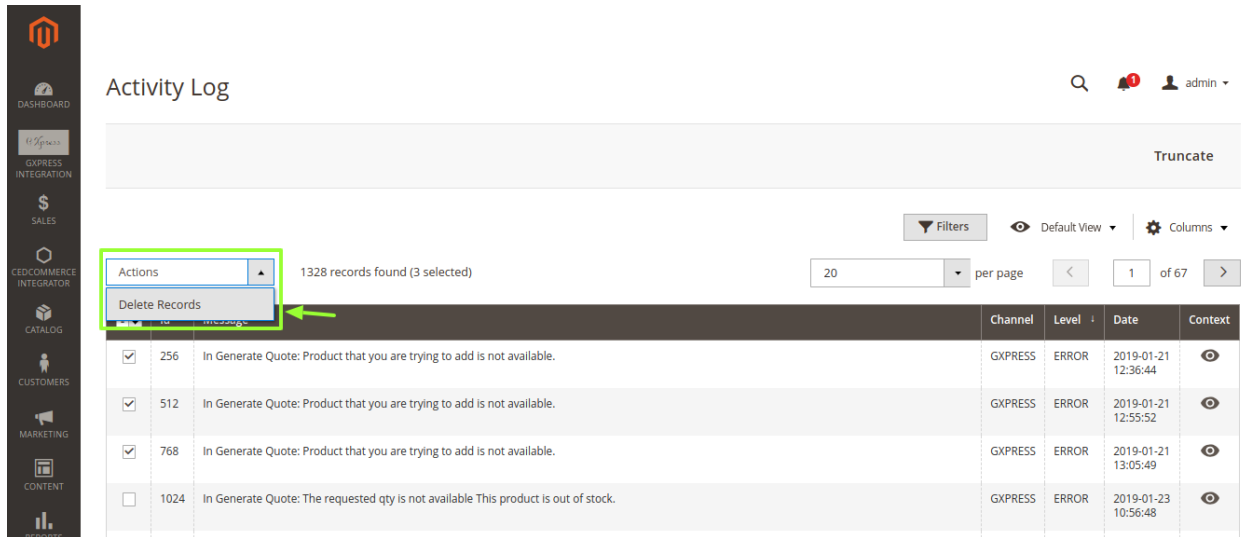 Activity Log
1
admin
DASHBOARD
GXPRESS
INTEGRATION
Truncate
SALES
Filters
Default View
Columns
CEDCOMMERCE
INTEGRATOR
Actions
1328 records found (3 selected)
20
per page
1
of 67
Delete Records
Id
Message
Channel
Level ↓
Date
Context
CATALOG
256 In Generate Quote: Product that you are trying to add is not available. GXPRESS ERROR 2019-01-21
12:36:44
CUSTOMERS
512 In Generate Quote: Product that you are trying to add is not available. GXPRESS ERROR 2019-01-21
12:55:52
MARKETING
768 In Generate Quote: Product that you are trying to add is not available. GXPRESS ERROR 2019-01-21
13:05:49
CONTENT
1024 In Generate Quote: The requested qty is not available This product is out of stock. GXPRESS ERROR 2019-01-23
10:56:48
REPORTS